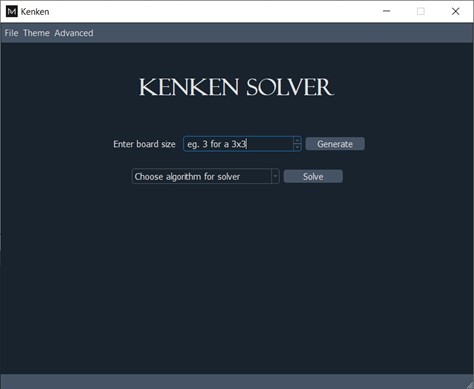 Kenken
File Theme Advanced
KENKEN SOLVER
Enter board size eg. 3 for a 3x3 Generate
Choose algorithm for solver Solve